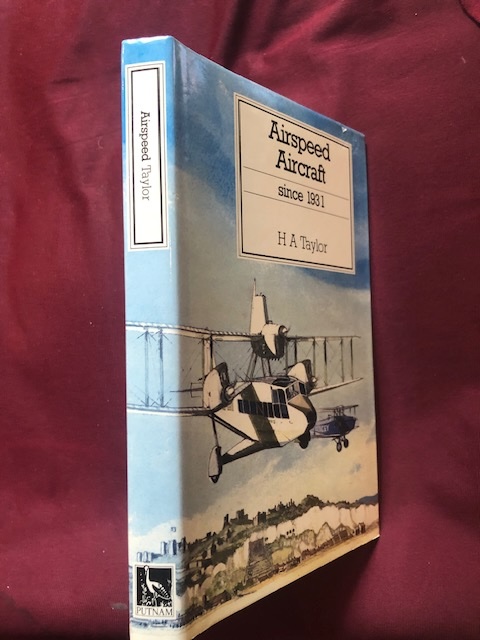 Airspeed Taylor
PUTNAM
Airspeed
Aircraft
since 1931
H A Taylor